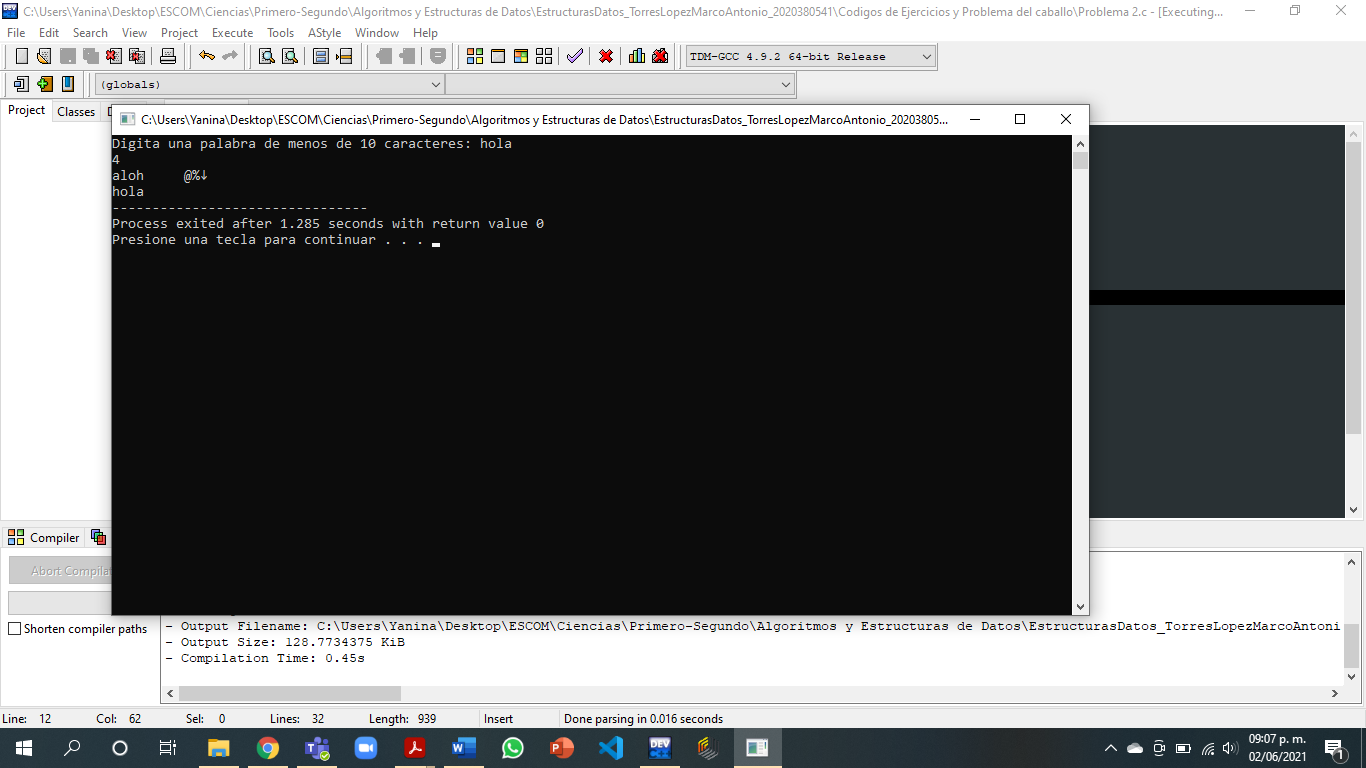 C:\Users\Yanina\Desktop\ESCOM\Ciencias\Primero-Segundo\Algoritmos y Estructuras de Datos\EstructurasDatos_TorresLopezMarcoAntonio_2020380541\Codigos de Ejercicios y Problema del caballo\Problema 2.c - [Executing...
File Edit Search View Project Execute Tools AStyle Window Help
TDM-GCC 4.9.2 64-bit Release
(globals)
Project Classes
C:\Users\Yanina\Desktop\ESCOM\Ciencias\Primero-Segundo\Algoritmos y Estructuras de Datos\EstructurasDatos_TorresLopezMarcoAntonio_20203805...
Digita una palabra de menos de 10 caracteres: hola
4
aloh     @%↓
hola
--------------------------------
Process exited after 1.285 seconds with return value 0
Presione una tecla para continuar . . .
Compiler
Abort Compilat
Shorten compiler paths
- Output Filename: C:\Users\Yanina\Desktop\ESCOM\Ciencias\Primero-Segundo\Algoritmos y Estructuras de Datos\EstructurasDatos_TorresLopezMarcoAntoni
- Output Size: 128.7734375 KiB
- Compilation Time: 0.45s
Line: 12 Col: 62 Sel: 0 Lines: 32 Length: 939 Insert Done parsing in 0.016 seconds
09:07 p. m.
02/06/2021
1